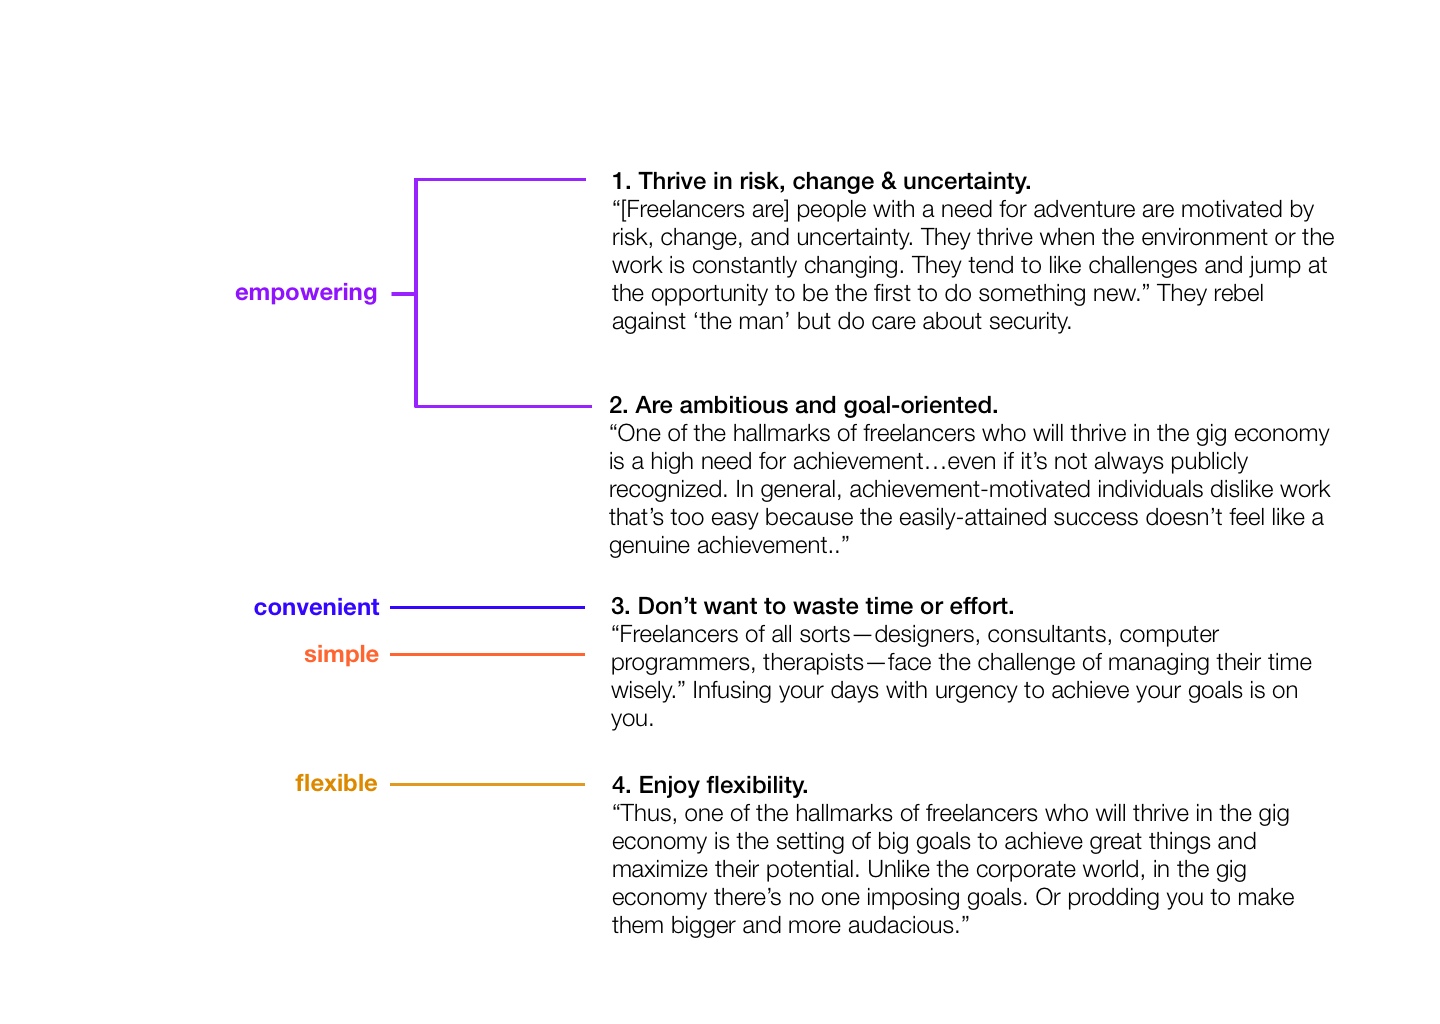 1. Thrive in risk, change & uncertainty.
“[Freelancers are] people with a need for adventure are motivated by
risk, change, and uncertainty. They thrive when the environment or the
work is constantly changing. They tend to like challenges and jump at
empowering
the opportunity to be the first to do something new.” They rebel
against ‘the man’ but do care about security.
2. Are ambitious and goal-oriented.
“One of the hallmarks of freelancers who will thrive in the gig economy
is a high need for achievement…even if it’s not always publicly
recognized. In general, achievement-motivated individuals dislike work
that’s too easy because the easily-attained success doesn’t feel like a
genuine achievement..”
convenient
3. Don’t want to waste time or effort.
“Freelancers of all sorts—designers, consultants, computer
simple
programmers, therapists—face the challenge of managing their time
wisely.” Infusing your days with urgency to achieve your goals is on
you.
flexible
4. Enjoy flexibility.
“Thus, one of the hallmarks of freelancers who will thrive in the gig
economy is the setting of big goals to achieve great things and
maximize their potential. Unlike the corporate world, in the gig
economy there’s no one imposing goals. Or prodding you to make
them bigger and more audacious.”